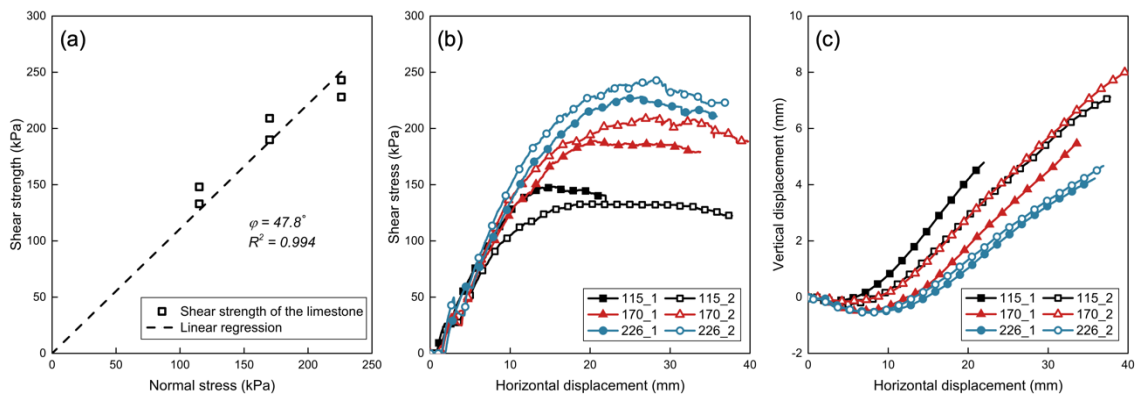 (a)
300
250
200
150
100
50
0
Shear strength (kPa)
φ = 47.8°
R² = 0.994
Shear strength of the limestone
Linear regression
0 50 100 150 200 250
Normal stress (kPa)
(b)
300
250
200
150
100
50
0
Shear stress (kPa)
115_1 115_2
170_1 170_2
226_1 226_2
0 10 20 30 40
Horizontal displacement (mm)
(c)
10
8
6
4
2
0
-2
Vertical displacement (mm)
115_1 115_2
170_1 170_2
226_1 226_2
0 10 20 30 40
Horizontal displacement (mm)